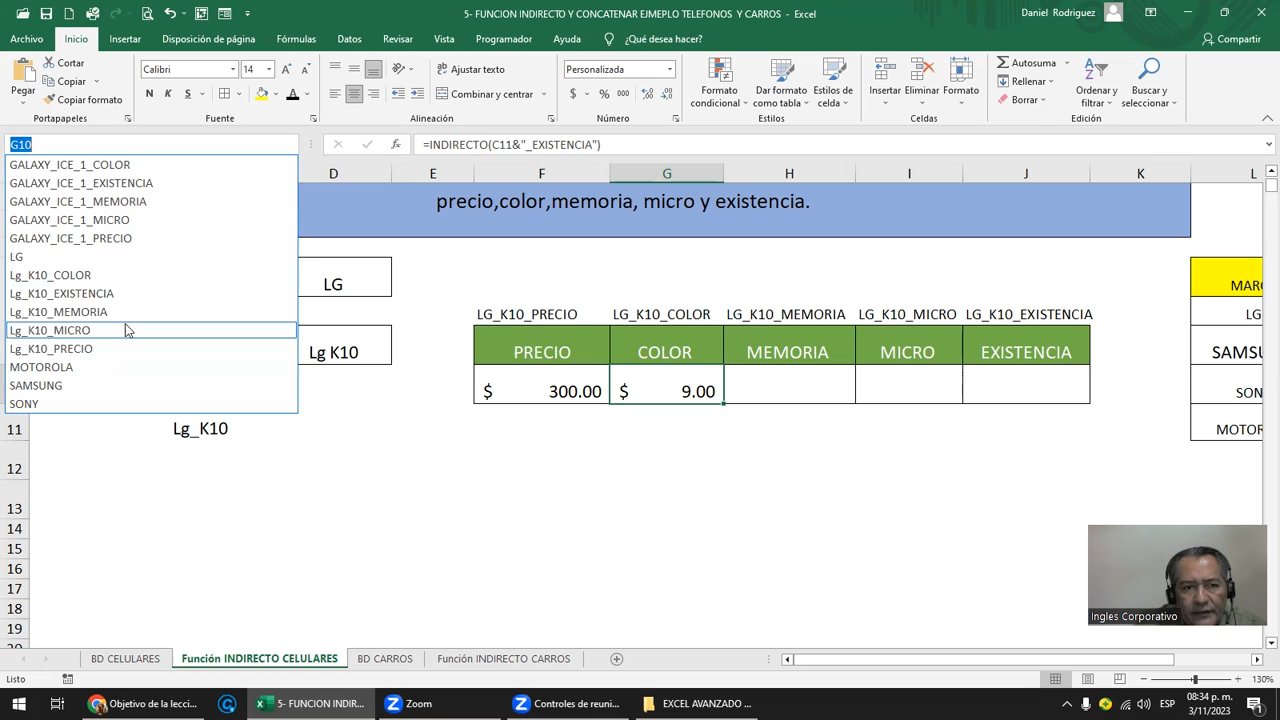 5- FUNCION INDIRECTO Y CONCATENAR EJMEPLO TELEFONOS Y CARROS - Excel
Daniel Rodriguez
Archivo Inicio Insertar Disposición de página Fórmulas Datos Revisar Vista Programador Ayuda ¿Qué desea hacer? Compartir
Pegar
Cortar
Copiar
Copiar formato
Portapapeles
Calibri 14
N K S
Fuente
Ajustar texto
Combinar y centrar
Alineación
Personalizada
$ % 000
Número
Formato condicional
Dar formato como tabla
Estilos de celda
Estilos
Insertar Eliminar Formato
Celdas
Autosuma
Rellenar
Borrar
Ordenar y filtrar
Buscar y seleccionar
Edición
G10
=INDIRECTO(C11&"_EXISTENCIA")
D E F G H I J K L
GALAXY_ICE_1_COLOR
GALAXY_ICE_1_EXISTENCIA
GALAXY_ICE_1_MEMORIA
GALAXY_ICE_1_MICRO
GALAXY_ICE_1_PRECIO
LG
Lg_K10_COLOR
Lg_K10_EXISTENCIA
Lg_K10_MEMORIA
Lg_K10_MICRO
Lg_K10_PRECIO
MOTOROLA
SAMSUNG
SONY
precio,color,memoria, micro y existencia.
LG
LG_K10_PRECIO LG_K10_COLOR LG_K10_MEMORIA LG_K10_MICRO LG_K10_EXISTENCIA
Lg K10
PRECIO COLOR MEMORIA MICRO EXISTENCIA
$ 300.00 $ 9.00
MARC
LG
SAMSU
SON
MOTOR
11 Lg_K10
12
13
14
15
16
17
18
19
Ingles Corporativo
BD CELULARES Función INDIRECTO CELULARES BD CARROS Función INDIRECTO CARROS
Listo
130%
Objetivo de la lecci...
5- FUNCION INDIR...
Zoom
Controles de reuni...
EXCEL AVANZADO ...
ESP
08:34 p. m.
3/11/2023